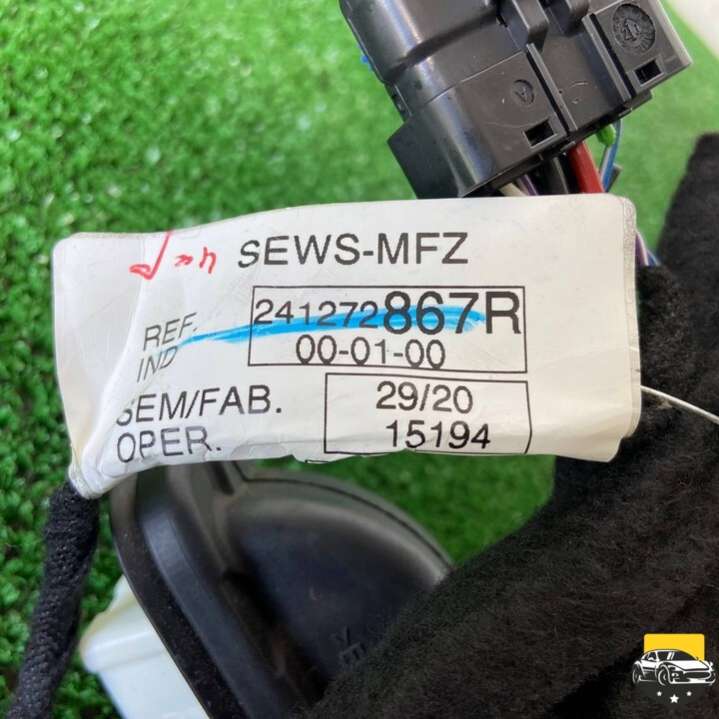 SEWS-MFZ
REF. 241272867R
IND 00-01-00
SEM/FAB. 29/20
OPER. 15194
A